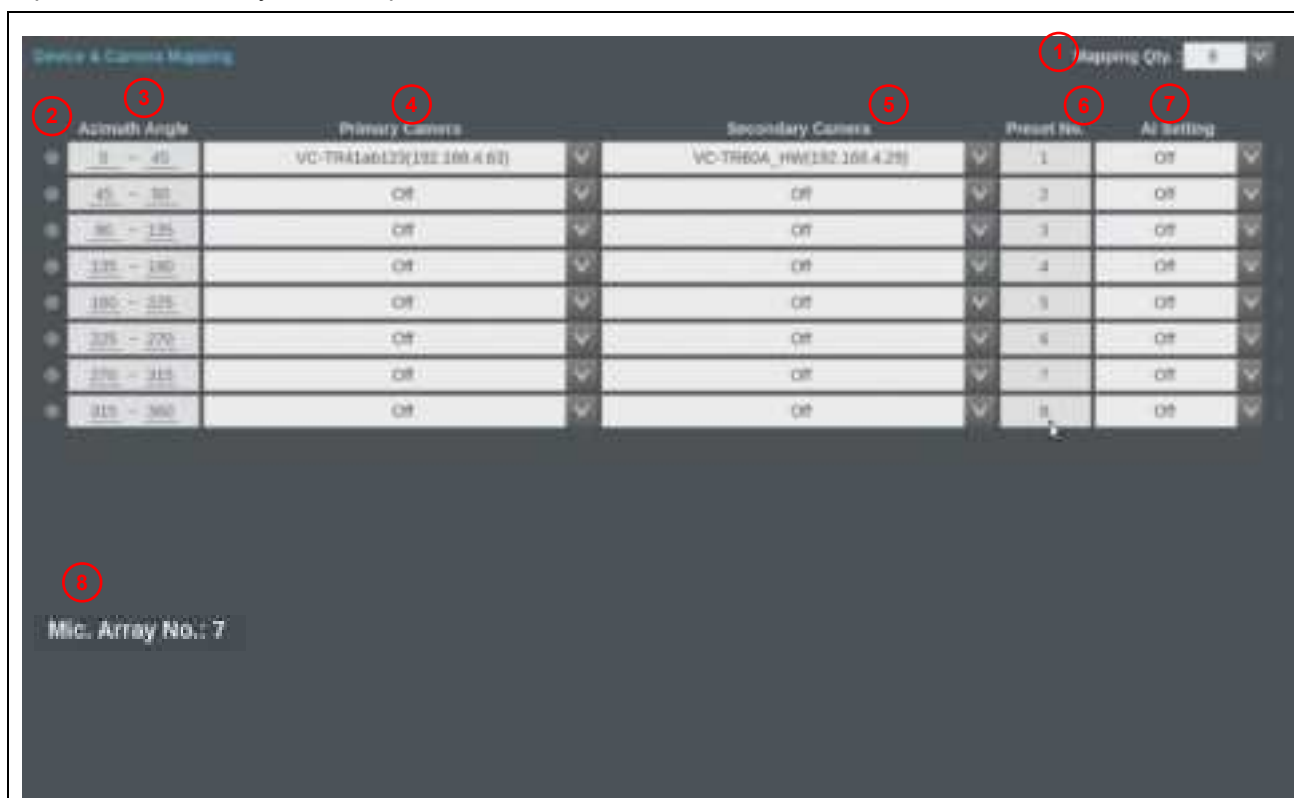 Device & Camera Mapping 1 Mapping Qty. 8
2 3 4 5 6 7
Azimuth Angle Primary Camera Secondary Camera Preset No. AI Setting
0 - 45 VC-TR41ab123(192.168.4.63) VC-TR60A_HW(192.168.4.29) 1 Off
45 - 90 Off Off 2 Off
90 - 135 Off Off 3 Off
135 - 180 Off Off 4 Off
180 - 225 Off Off 5 Off
225 - 270 Off Off 6 Off
270 - 315 Off Off 7 Off
315 - 360 Off Off 8 Off
8
Mic. Array No.: 7